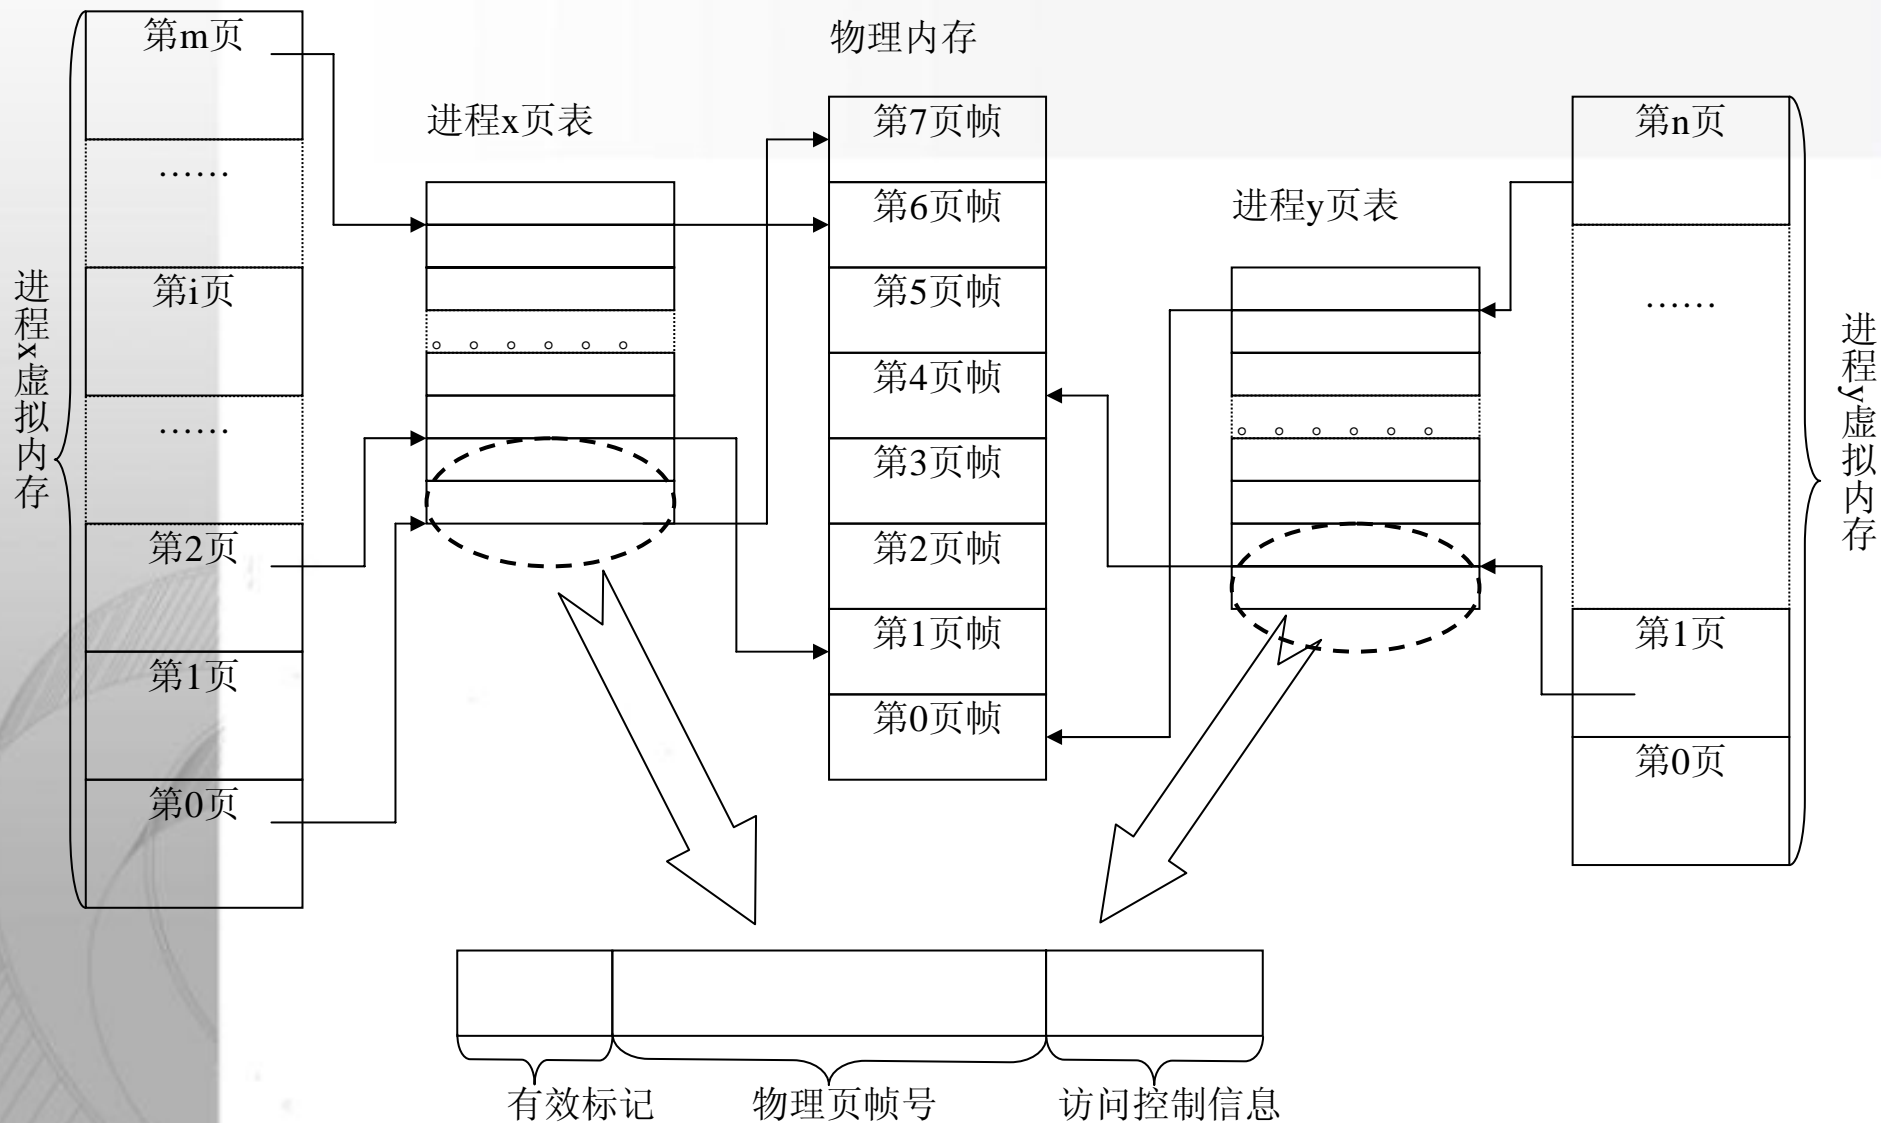 第m页
……
第i页
……
第2页
第1页
第0页
进程x虚拟内存
进程x页表
。。。。。。
物理内存
第7页帧
第6页帧
第5页帧
第4页帧
第3页帧
第2页帧
第1页帧
第0页帧
进程y页表
。。。。。。
第n页
……
第1页
第0页
进程y虚拟内存
有效标记
物理页帧号
访问控制信息